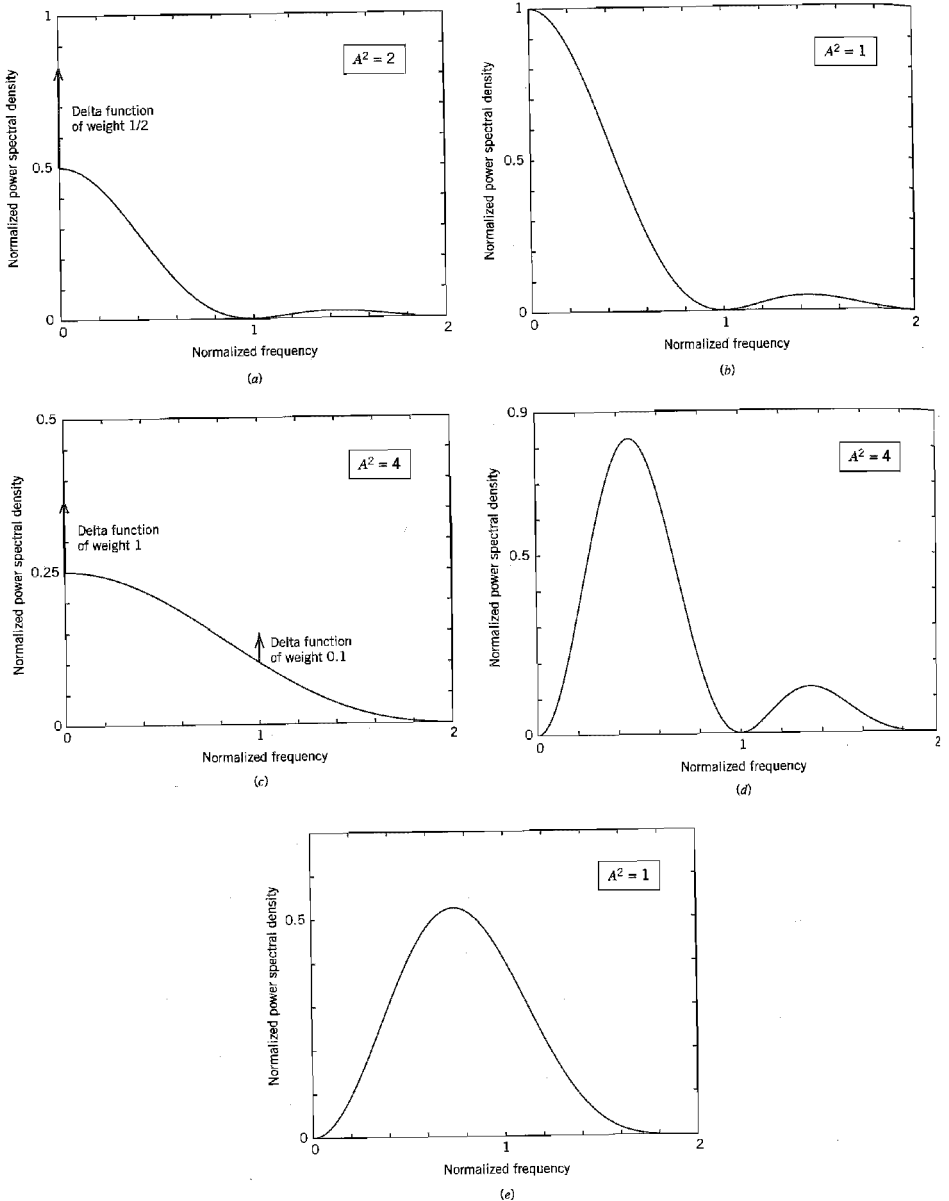 1
A² = 2
Normalized power spectral density
Delta function
of weight 1/2
0.5
0
0
1
2
Normalized frequency
(a)
1
A² = 1
Normalized power spectral density
0.5
0
0
1
2
Normalized frequency
(b)
0.5
A² = 4
Normalized power spectral density
Delta function
of weight 1
0.25
Delta function
of weight 0.1
0
0
1
2
Normalized frequency
(c)
0.9
A² = 4
Normalized power spectral density
0.5
0
0
1
2
Normalized frequency
(d)
A² = 1
Normalized power spectral density
0.5
0
0
1
2
Normalized frequency
(e)